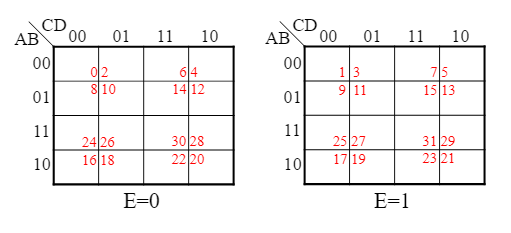 CD CD
AB 00 01 11 10 AB 00 01 11 10
00 0 2 6 4 00 1 3 7 5
01 8 10 14 12 01 9 11 15 13
11 24 26 30 28 11 25 27 31 29
10 16 18 22 20 10 17 19 23 21
E=0 E=1